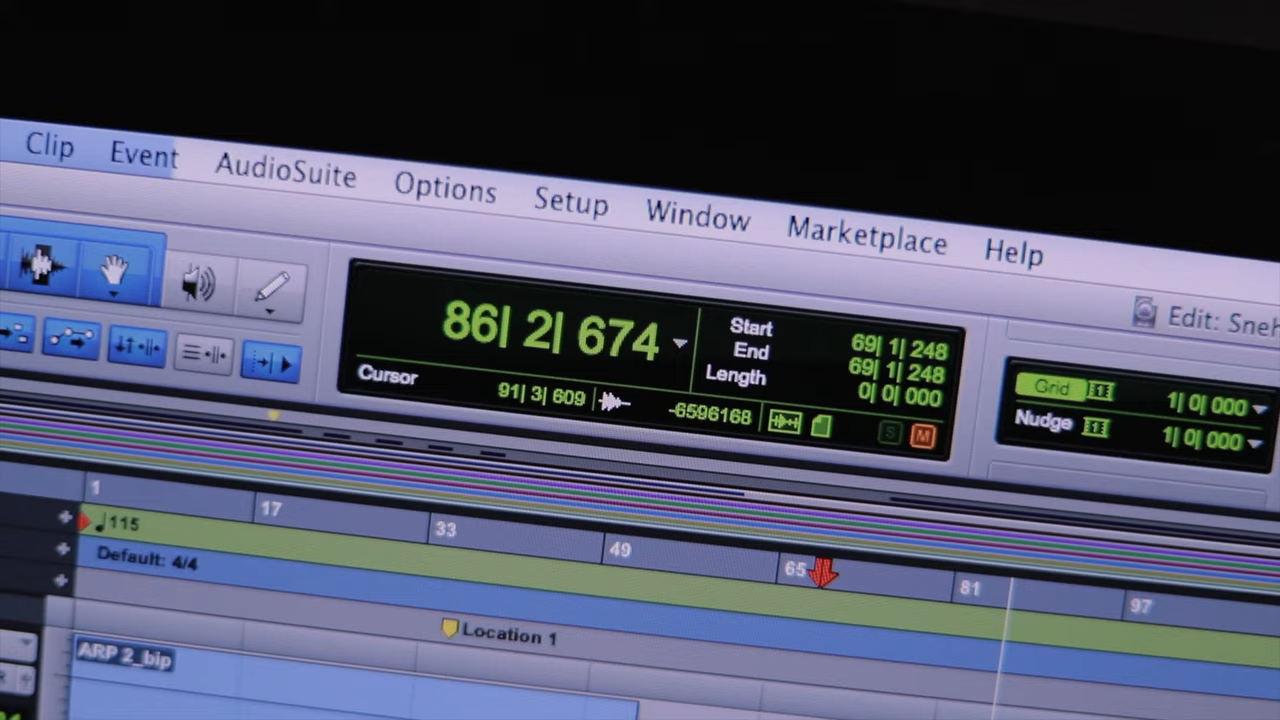 Clip Event AudioSuite Options Setup Window Marketplace Help
Edit: Sneh
86| 2| 674
Start 69| 1| 248
End 69| 1| 248
Length 0| 0| 000
Cursor 91| 3| 609 -6596168 S M
Grid 1| 0| 000
Nudge 1| 0| 000
1 17 33 49 65 81 97
115
Default: 4/4
Location 1
ARP 2_bip